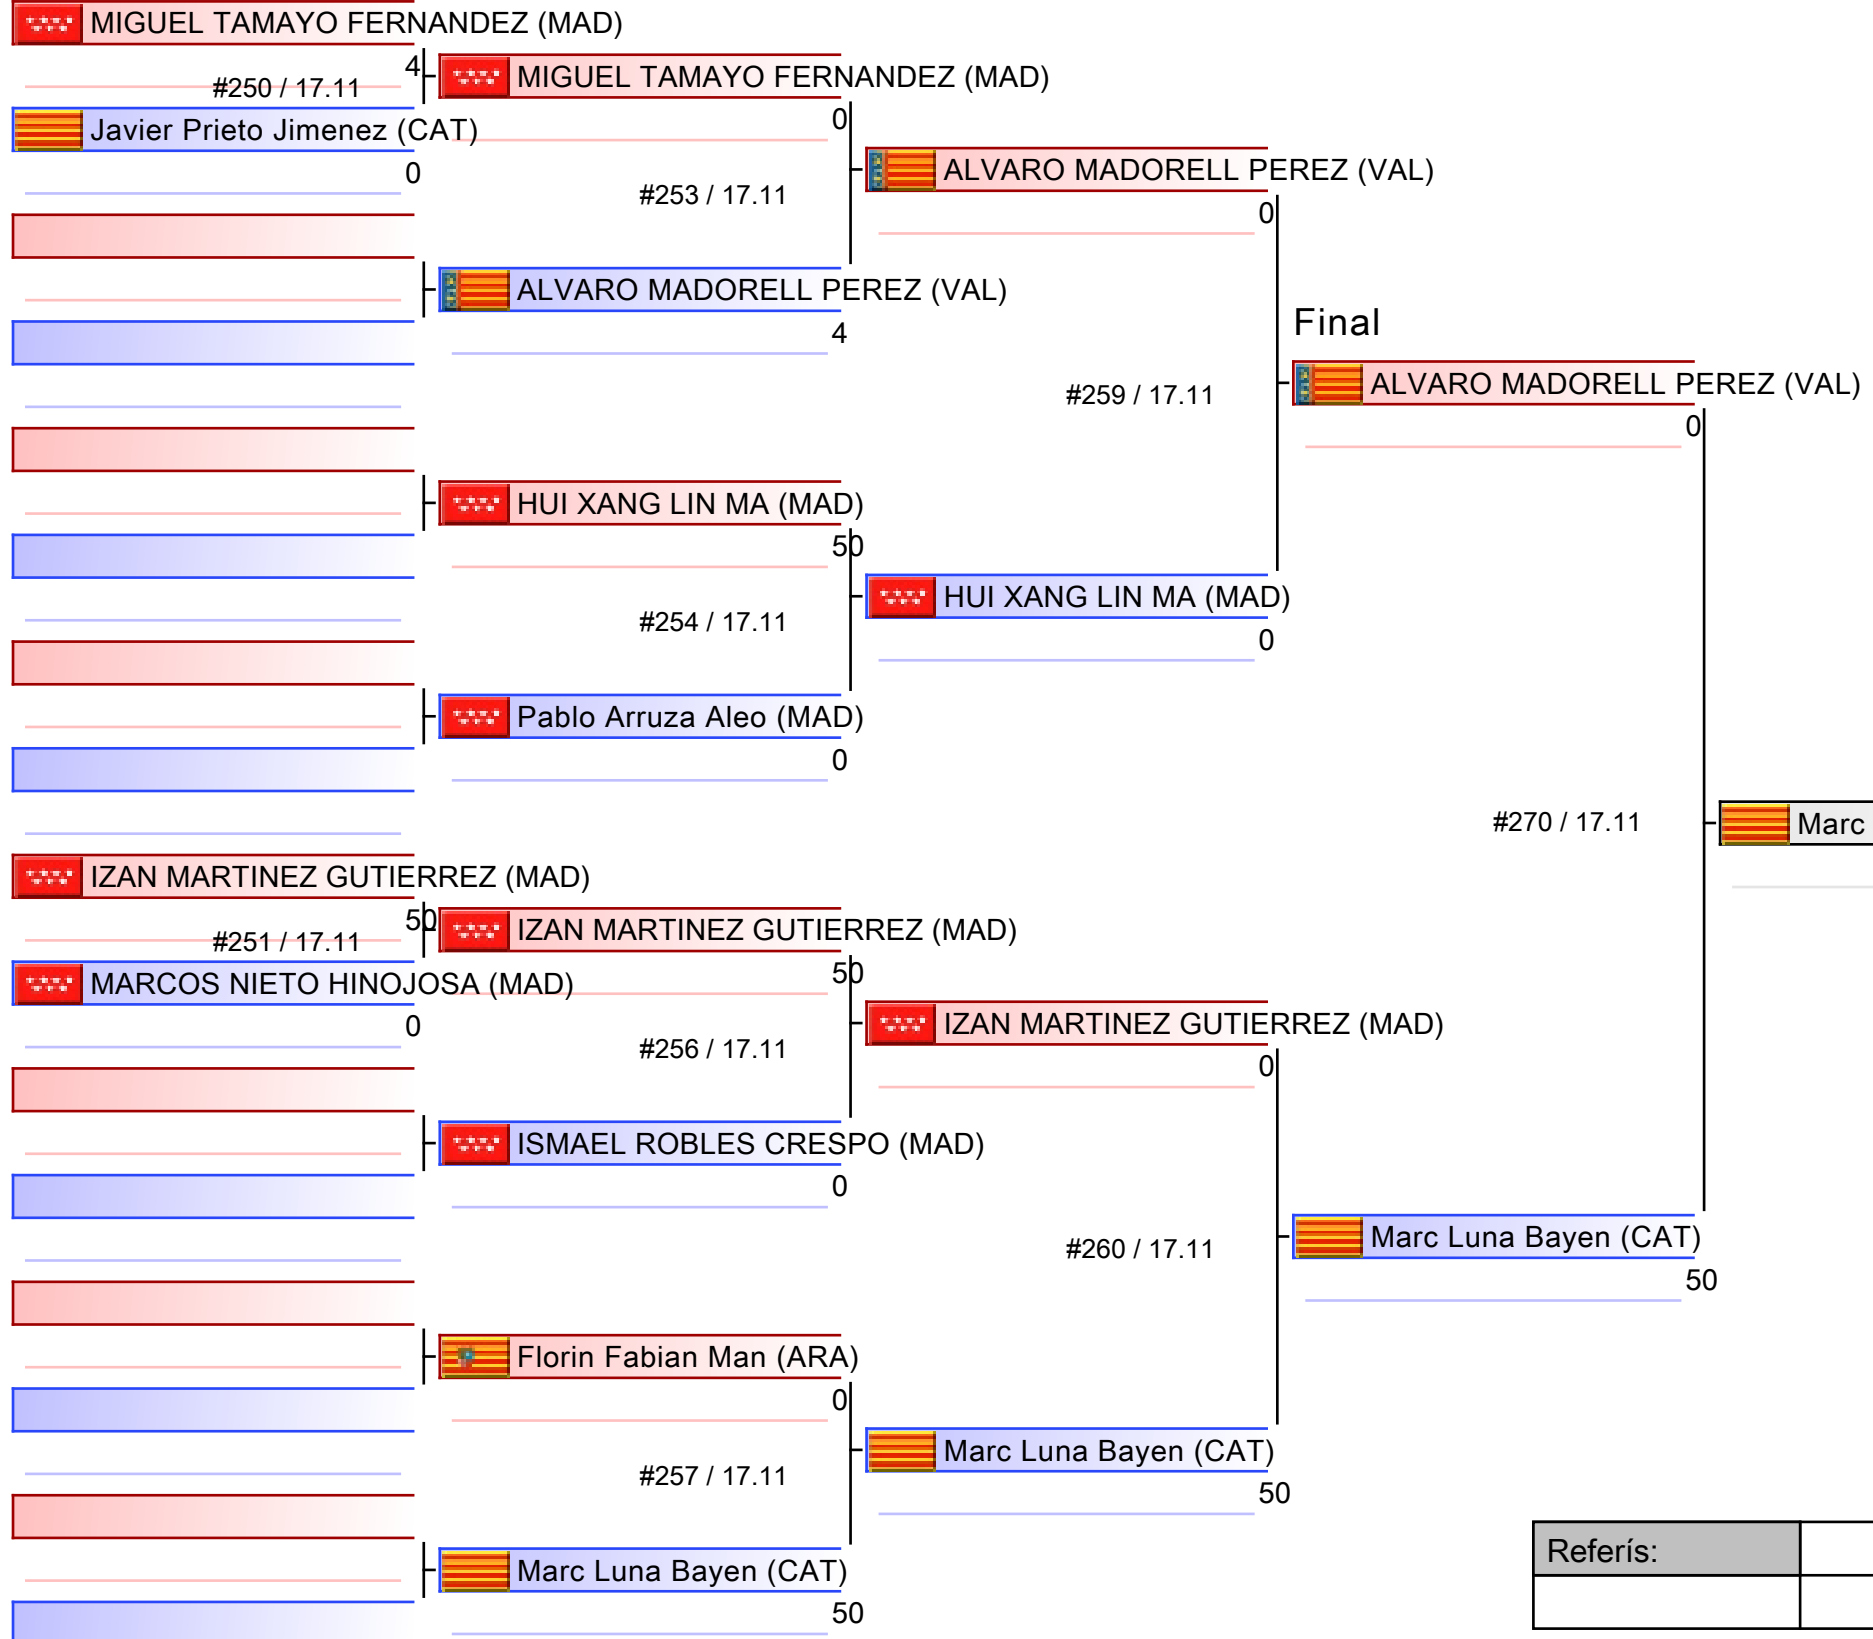 MIGUEL TAMAYO FERNANDEZ (MAD)
4
#250 / 17.11
Javier Prieto Jimenez (CAT)
0
MIGUEL TAMAYO FERNANDEZ (MAD)
0
#253 / 17.11
ALVARO MADORELL PEREZ (VAL)
4
ALVARO MADORELL PEREZ (VAL)
0
#259 / 17.11
Final
ALVARO MADORELL PEREZ (VAL)
0
HUI XANG LIN MA (MAD)
50
#254 / 17.11
Pablo Arruza Aleo (MAD)
0
HUI XANG LIN MA (MAD)
0
#270 / 17.11
Marc
IZAN MARTINEZ GUTIERREZ (MAD)
50
#251 / 17.11
MARCOS NIETO HINOJOSA (MAD)
0
IZAN MARTINEZ GUTIERREZ (MAD)
50
#256 / 17.11
ISMAEL ROBLES CRESPO (MAD)
0
IZAN MARTINEZ GUTIERREZ (MAD)
0
#260 / 17.11
Marc Luna Bayen (CAT)
50
Florin Fabian Man (ARA)
0
#257 / 17.11
Marc Luna Bayen (CAT)
50
Marc Luna Bayen (CAT)
50
Referís: